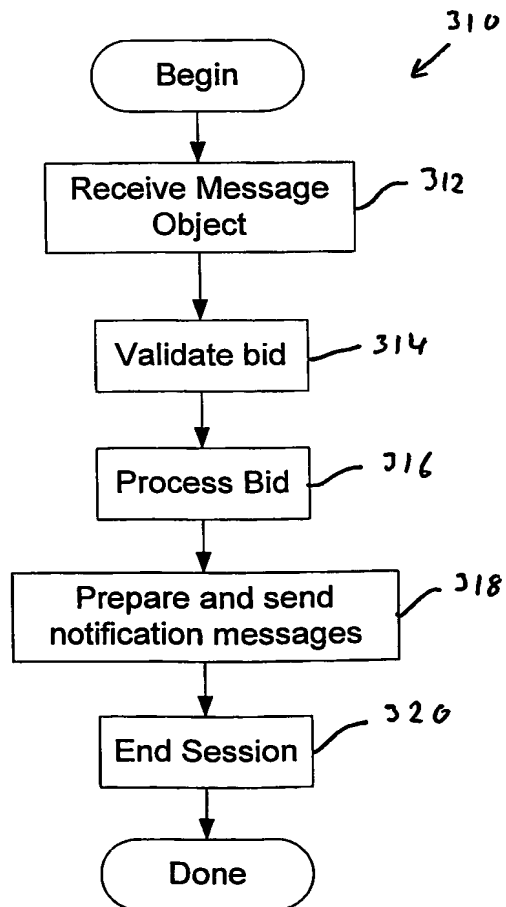 310
Begin
Receive Message
Object
312
Validate bid
314
Process Bid
316
Prepare and send
notification messages
318
End Session
320
Done